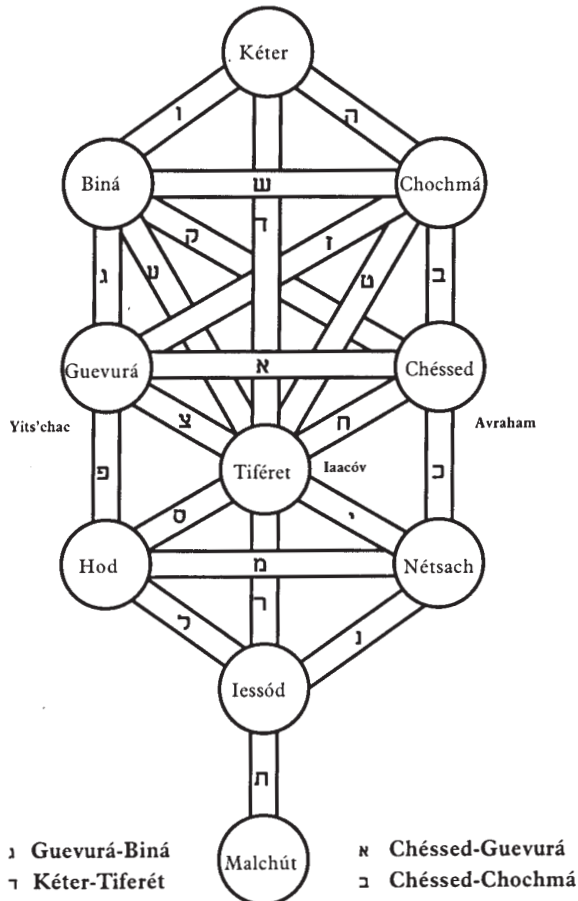 Kéter
ו
ה
Biná
ש
Chochmá
ד
ק
ז
ג
ע
ט
ב
Guevurá
א
Chéssed
Yits'chac
צ
ח
Avraham
Tiféret
Iaacóv
פ
כ
ס
י
Hod
מ
Nétsach
ר
ל
נ
Iessód
ת
Malchút
ג Guevurá-Biná
א Chéssed-Guevurá
ד Kéter-Tiferét
ב Chéssed-Chochmá